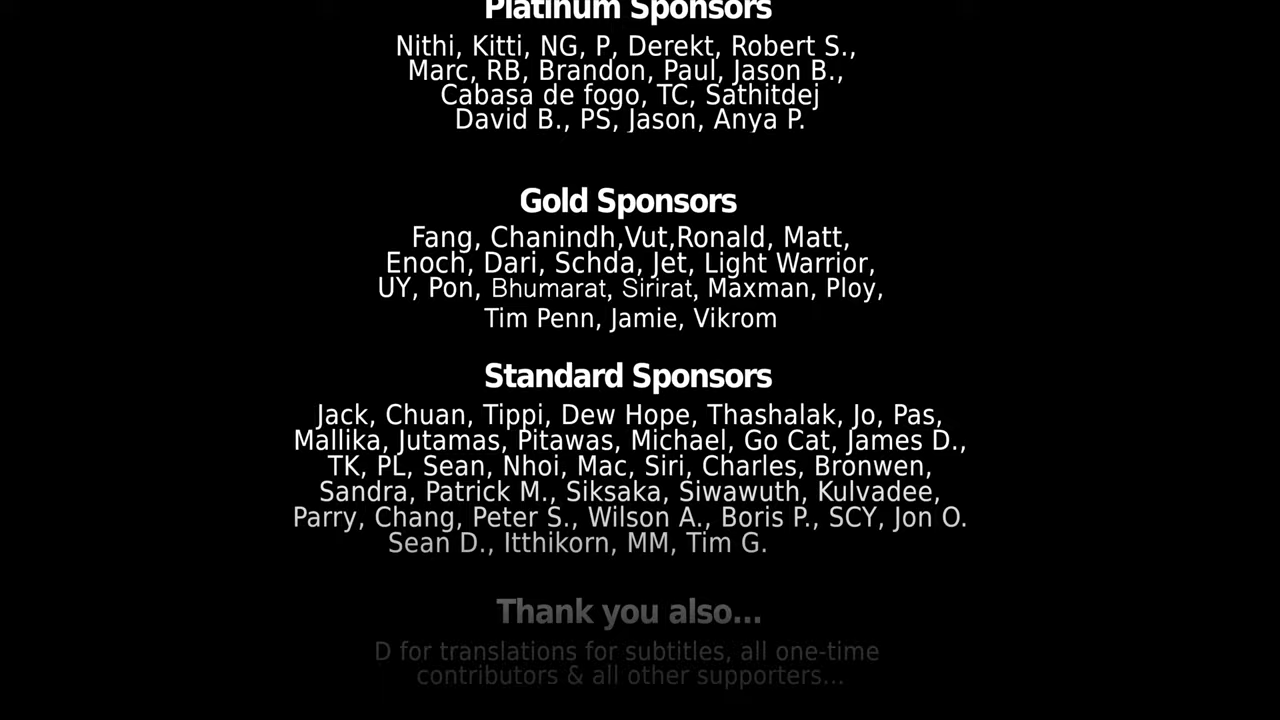 Platinum Sponsors
Nithi, Kitti, NG, P, Derekt, Robert S.,
Marc, RB, Brandon, Paul, Jason B.,
Cabasa de fogo, TC, Sathitdej
David B., PS, Jason, Anya P.
Gold Sponsors
Fang, Chanindh,Vut,Ronald, Matt,
Enoch, Dari, Schda, Jet, Light Warrior,
UY, Pon, Bhumarat, Sirirat, Maxman, Ploy,
Tim Penn, Jamie, Vikrom
Standard Sponsors
Jack, Chuan, Tippi, Dew Hope, Thashalak, Jo, Pas,
Mallika, Jutamas, Pitawas, Michael, Go Cat, James D.,
TK, PL, Sean, Nhoi, Mac, Siri, Charles, Bronwen,
Sandra, Patrick M., Siksaka, Siwawuth, Kulvadee,
Parry, Chang, Peter S., Wilson A., Boris P., SCY, Jon O.
Sean D., Itthikorn, MM, Tim G.
Thank you also...
D for translations for subtitles, all one-time
contributors & all other supporters...